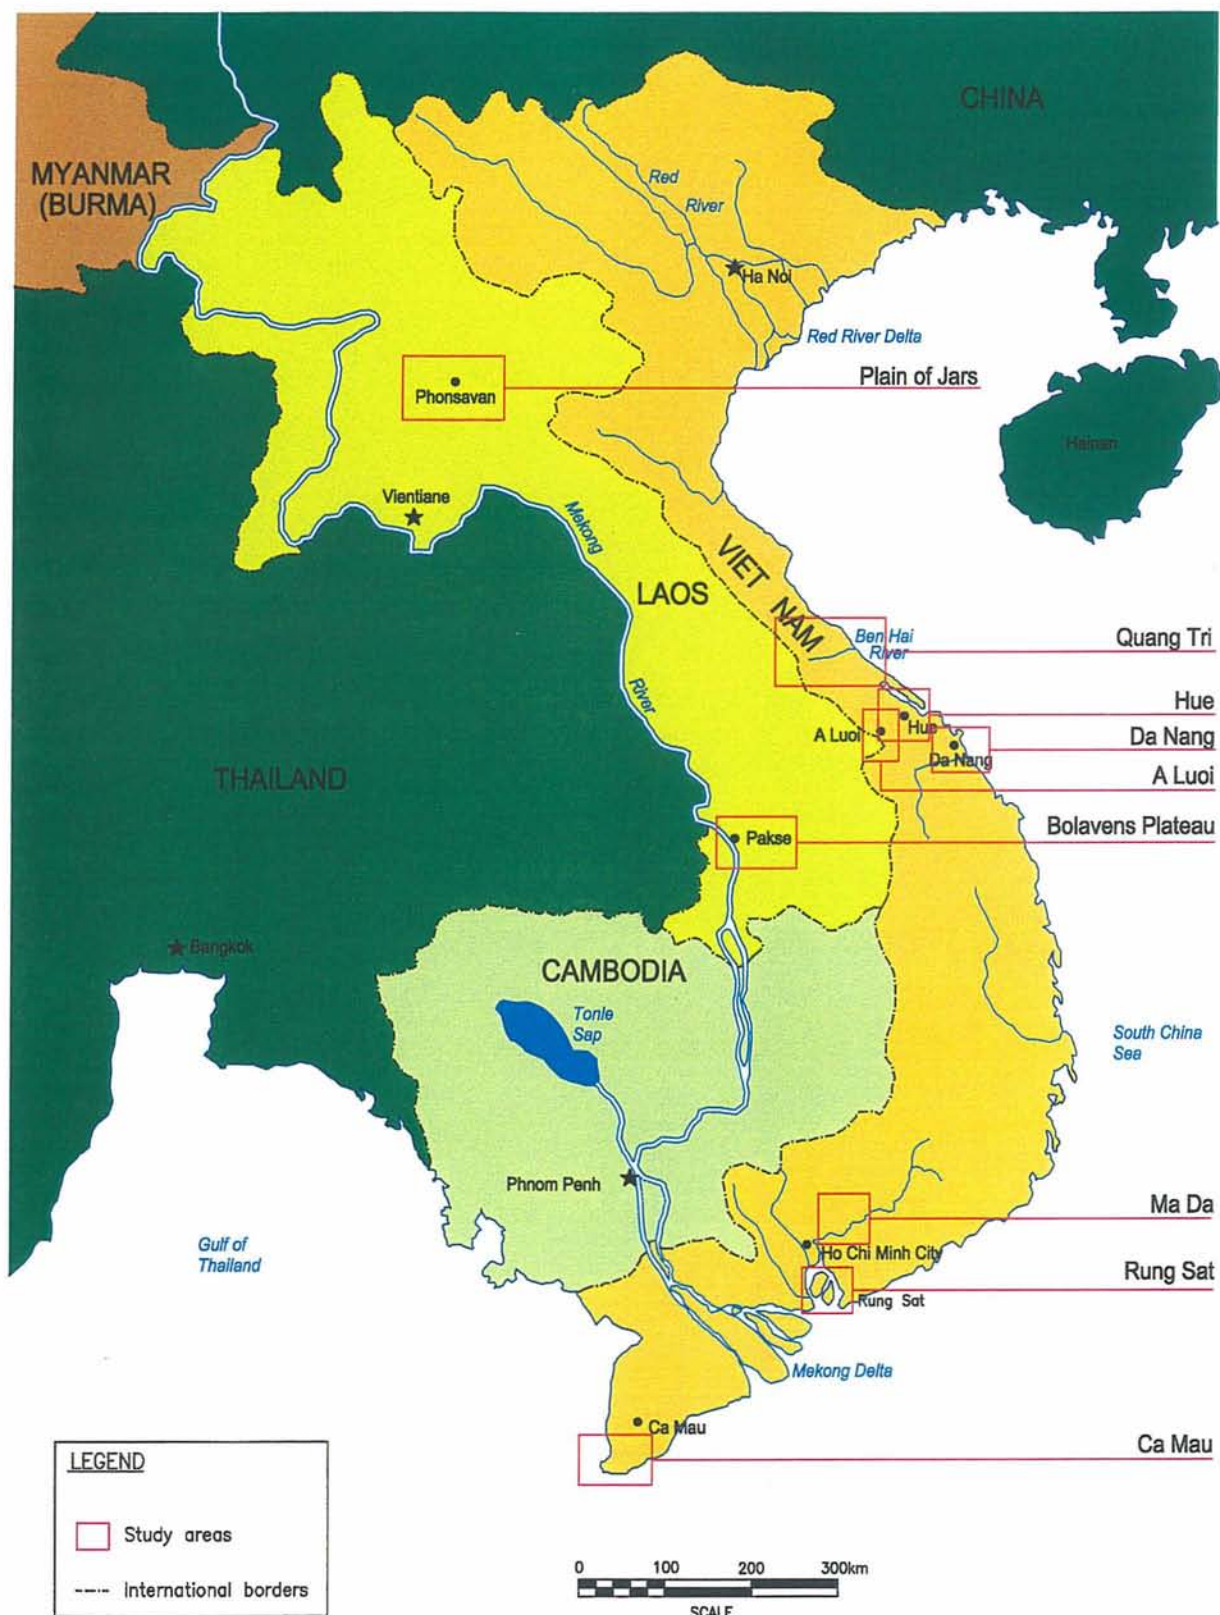 CHINA
MYANMAR
(BURMA)
Red
River
Ha Noi
Red River Delta
Plain of Jars
Phonsavan
Hainan
Vientiane
Mekong
River
VIET NAM
LAOS
Ben Hai
River
Quang Tri
Hue
Hue
A Luoi
Da Nang
Da Nang
A Luoi
THAILAND
Bolavens Plateau
Pakse
Bangkok
CAMBODIA
Tonle
Sap
South China
Sea
Phnom Penh
Ma Da
Gulf of
Thailand
Ho Chi Minh City
Rung Sat
Rung Sat
Mekong Delta
Ca Mau
Ca Mau
LEGEND
Study areas
International borders
0 100 200 300km
SCALE